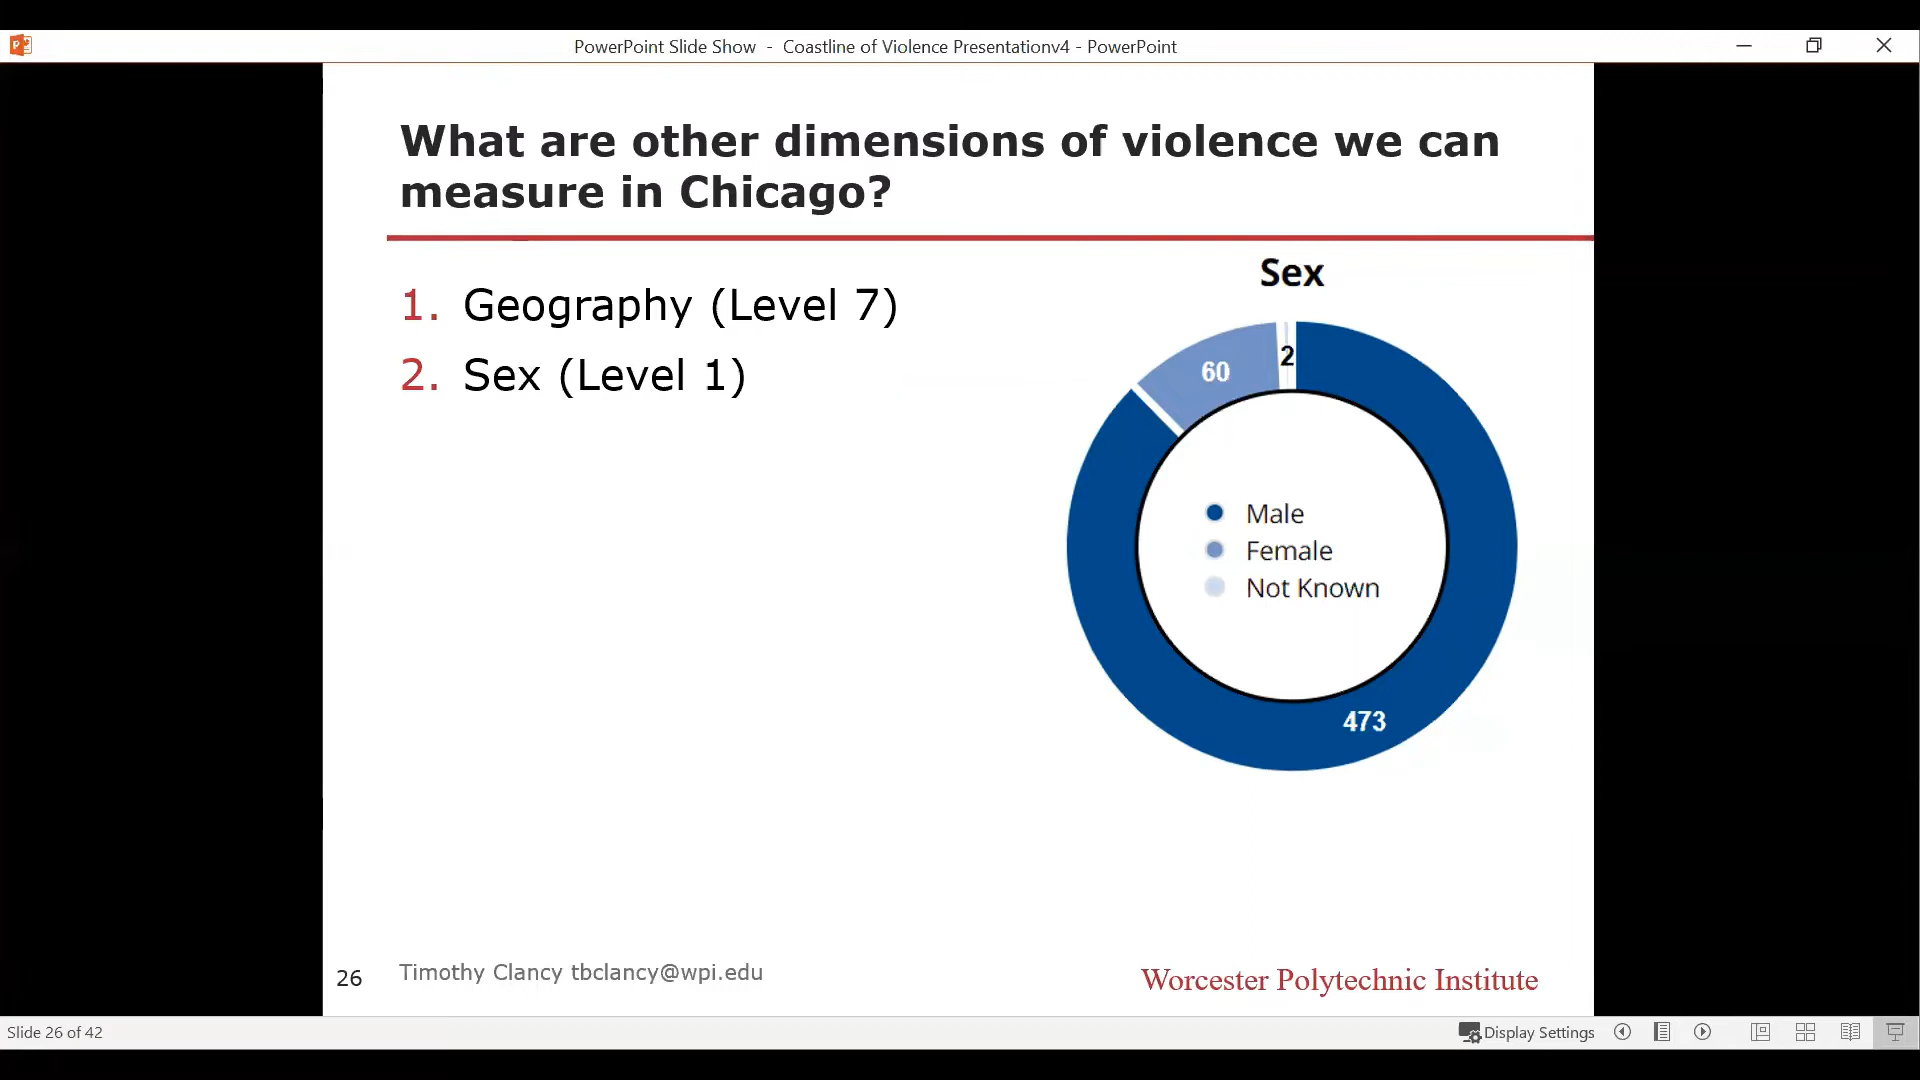 PowerPoint Slide Show - Coastline of Violence Presentationv4 - PowerPoint
What are other dimensions of violence we can
measure in Chicago?
1. Geography (Level 7)
2. Sex (Level 1)
Sex
60
2
Male
Female
Not Known
473
26
Timothy Clancy tbclancy@wpi.edu
Worcester Polytechnic Institute
Slide 26 of 42
Display Settings